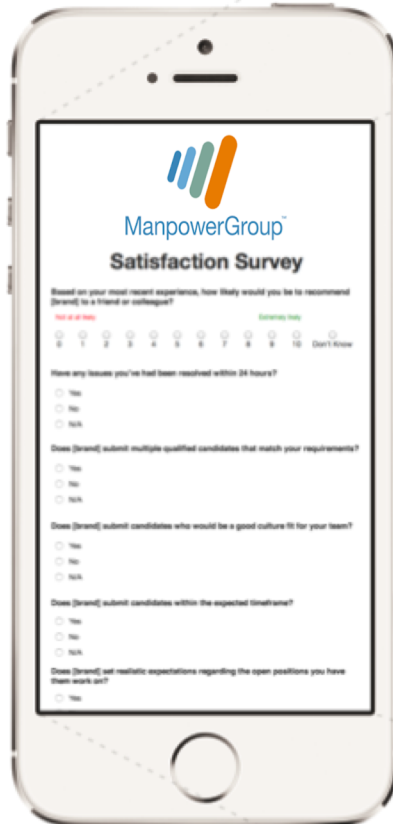 ManpowerGroup™
Satisfaction Survey
Based on your most recent experience, how likely would you be to recommend
[brand] to a friend or colleague?
Not at all likely Extremely likely
0 1 2 3 4 5 6 7 8 9 10 Don't Know
Have any issues you've had been resolved within 24 hours?
Yes
No
N/A
Does [brand] submit multiple qualified candidates that match your requirements?
Yes
No
N/A
Does [brand] submit candidates who would be a good culture fit for your team?
Yes
No
N/A
Does [brand] submit candidates within the expected timeframe?
Yes
No
N/A
Does [brand] set realistic expectations regarding the open positions you have
them work on?
Yes